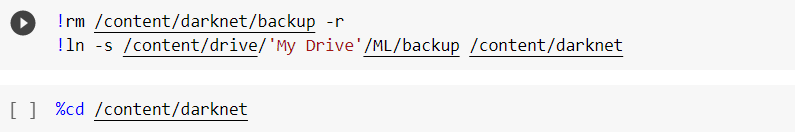 !rm /content/darknet/backup -r
!ln -s /content/drive/'My Drive'/ML/backup /content/darknet
[ ] %cd /content/darknet